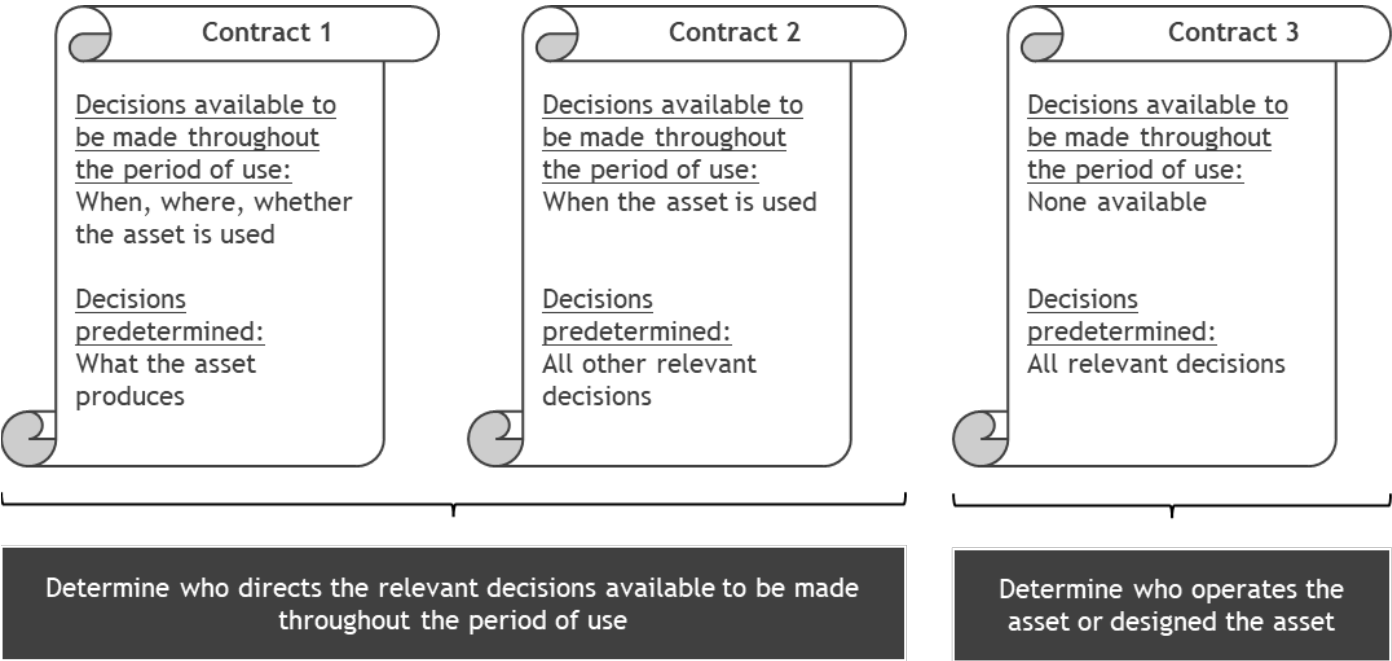 Contract 1
Decisions available to
be made throughout
the period of use:
When, where, whether
the asset is used
Decisions
predetermined:
What the asset
produces
Contract 2
Decisions available to
be made throughout
the period of use:
When the asset is used
Decisions
predetermined:
All other relevant
decisions
Contract 3
Decisions available to
be made throughout
the period of use:
None available
Decisions
predetermined:
All relevant decisions
Determine who directs the relevant decisions available to be made
throughout the period of use
Determine who operates the
asset or designed the asset